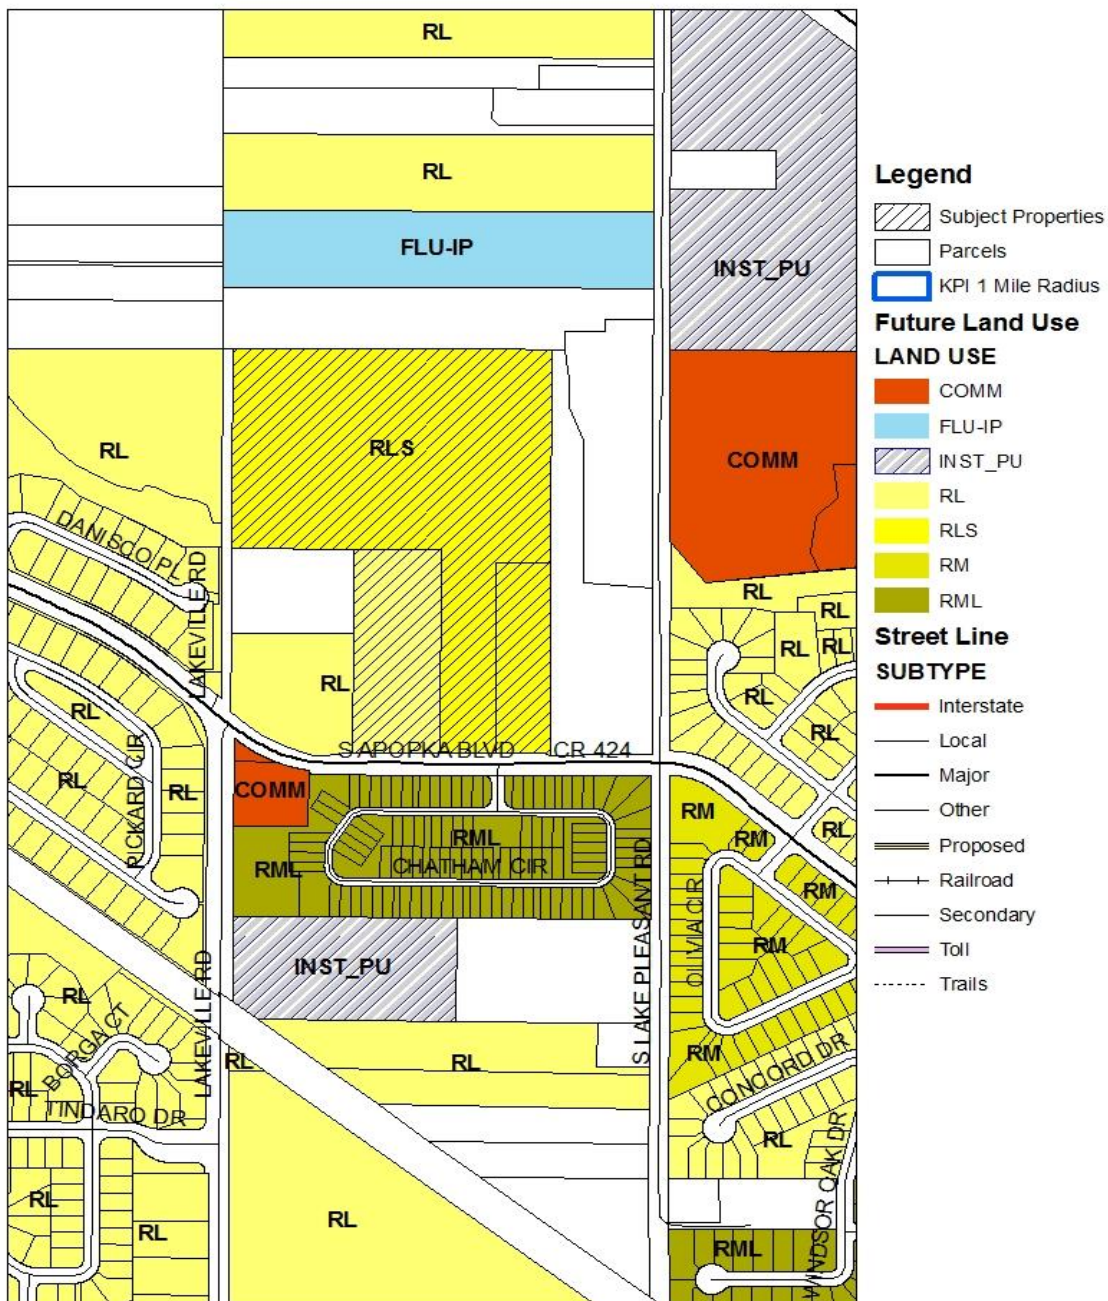 RL
RL
FLU-IP
INST_PU
RL
RLS
COMM
DANISCO PL
LAKEVILLE RD
RL
RL
RL
RL
RL
RL
RL
RL
RL
RL
PICKARD CIR
RL
S APOPKA BLVD
CR 424
COMM
RML
RML
CHATHAM CIR
S LAKE PLEASANT RD
RM
RM
RL
RM
OLIVIA CIR
RM
INST_PU
LAKEVILLE RD
RL
BORGA CT
RL
RL
RM
CONCORD DR
RL
TINDARO DR
RL
WINDSOR OAK DR
RL
RL
RL
RML
Legend
Subject Properties
Parcels
KPI 1 Mile Radius
Future Land Use
LAND USE
COMM
FLU-IP
INST_PU
RL
RLS
RM
RML
Street Line
SUBTYPE
Interstate
Local
Major
Other
Proposed
Railroad
Secondary
Toll
Trails